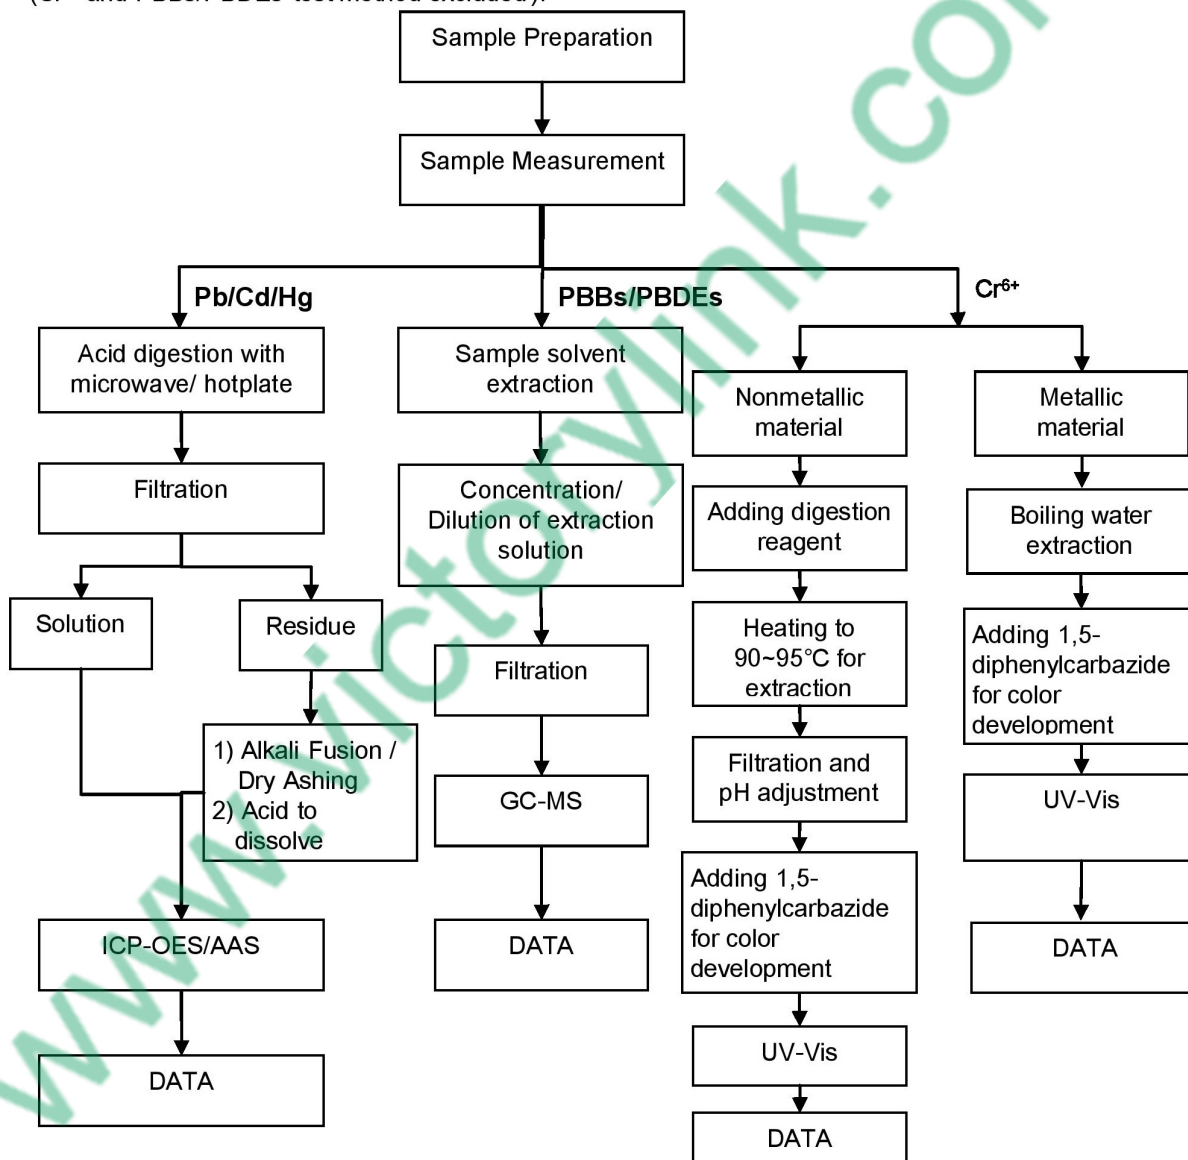 Sample Preparation
Sample Measurement
Pb/Cd/Hg
Acid digestion with
microwave/ hotplate
Filtration
Solution
Residue
1) Alkali Fusion /
Dry Ashing
2) Acid to
dissolve
ICP-OES/AAS
DATA
PBBs/PBDEs
Sample solvent
extraction
Concentration/
Dilution of extraction
solution
Filtration
GC-MS
DATA
Cr⁶⁺
Nonmetallic
material
Adding digestion
reagent
Heating to
90~95℃ for
extraction
Filtration and
pH adjustment
Adding 1,5-
diphenylcarbazide
for color
development
UV-Vis
DATA
Metallic
material
Boiling water
extraction
Adding 1,5-
diphenylcarbazide
for color
development
UV-Vis
DATA
www.victorylink.co